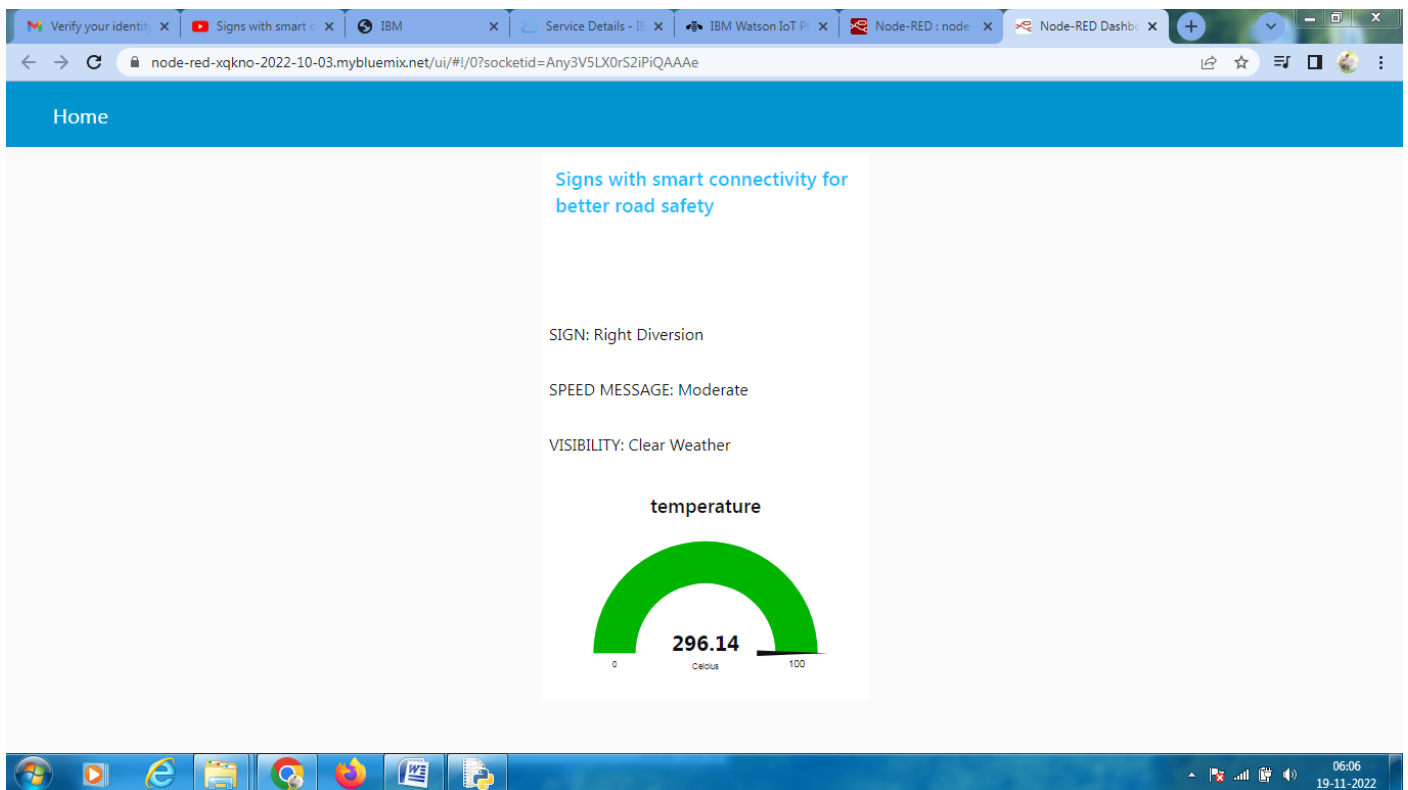 Verify your identity
Signs with smart c
IBM
Service Details - IB
IBM Watson IoT Pl
Node-RED : node-
Node-RED Dashbo
node-red-xqkno-2022-10-03.mybluemix.net/ui/#!/0?socketid=Any3V5LX0rS2iPiQAAAe
Home
Signs with smart connectivity for
better road safety
SIGN: Right Diversion
SPEED MESSAGE: Moderate
VISIBILITY: Clear Weather
temperature
296.14
0
Celcius
100
06:06
19-11-2022